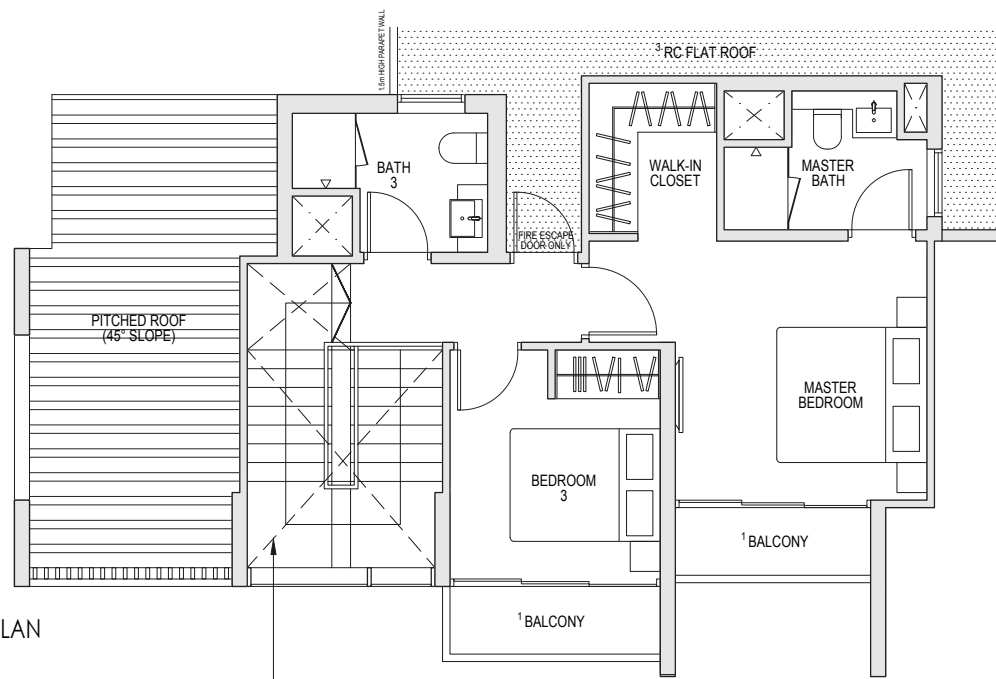 1.5m HIGH PARAPET WALL
3 RC FLAT ROOF
BATH
3
WALK-IN
CLOSET
MASTER
BATH
FIRE ESCAPE
DOOR ONLY
PITCHED ROOF
(45° SLOPE)
MASTER
BEDROOM
BEDROOM
3
1 BALCONY
1 BALCONY
LAN